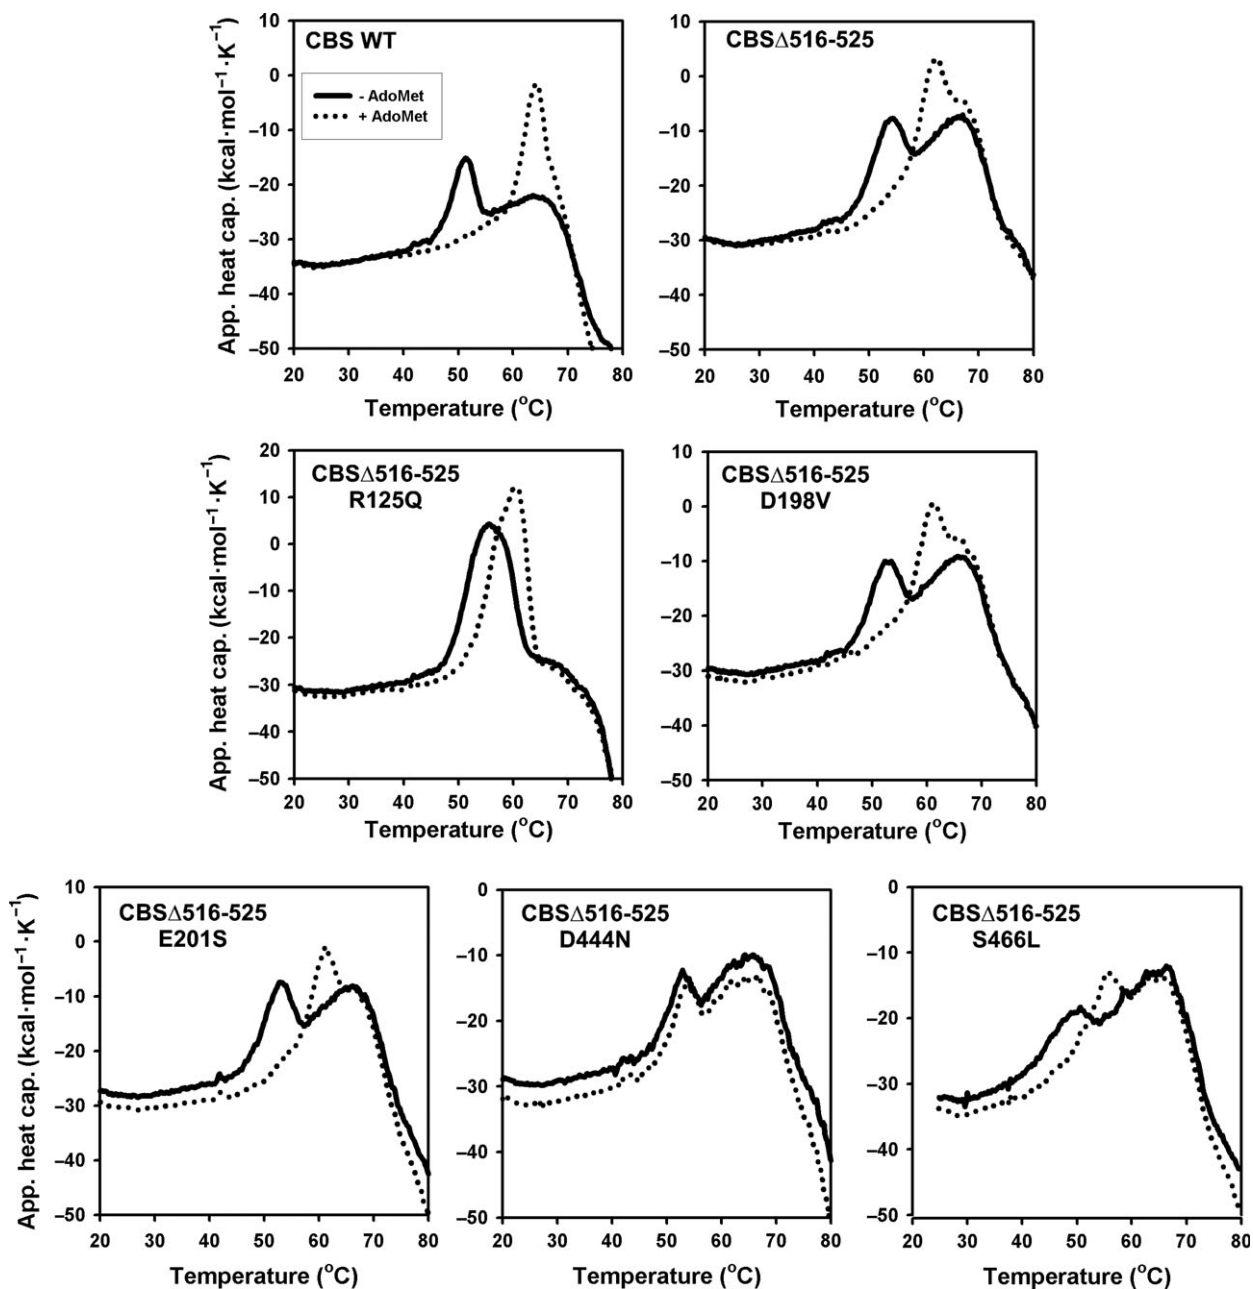 CBS WT
- AdoMet
+ AdoMet
App. heat cap. (kcal·mol⁻¹·K⁻¹)
10
0
–10
–20
–30
–40
–50
20 30 40 50 60 70 80
Temperature (°C)
CBSΔ516-525
10
0
–10
–20
–30
–40
–50
20 30 40 50 60 70 80
Temperature (°C)
CBSΔ516-525
R125Q
App. heat cap. (kcal·mol⁻¹·K⁻¹)
20
10
0
–10
–20
–30
–40
–50
20 30 40 50 60 70 80
Temperature (°C)
CBSΔ516-525
D198V
10
0
–10
–20
–30
–40
–50
20 30 40 50 60 70 80
Temperature (°C)
CBSΔ516-525
E201S
App. heat cap. (kcal·mol⁻¹·K⁻¹)
10
0
–10
–20
–30
–40
–50
20 30 40 50 60 70 80
Temperature (°C)
CBSΔ516-525
D444N
0
–10
–20
–30
–40
–50
20 30 40 50 60 70 80
Temperature (°C)
CBSΔ516-525
S466L
0
–10
–20
–30
–40
–50
20 30 40 50 60 70 80
Temperature (°C)